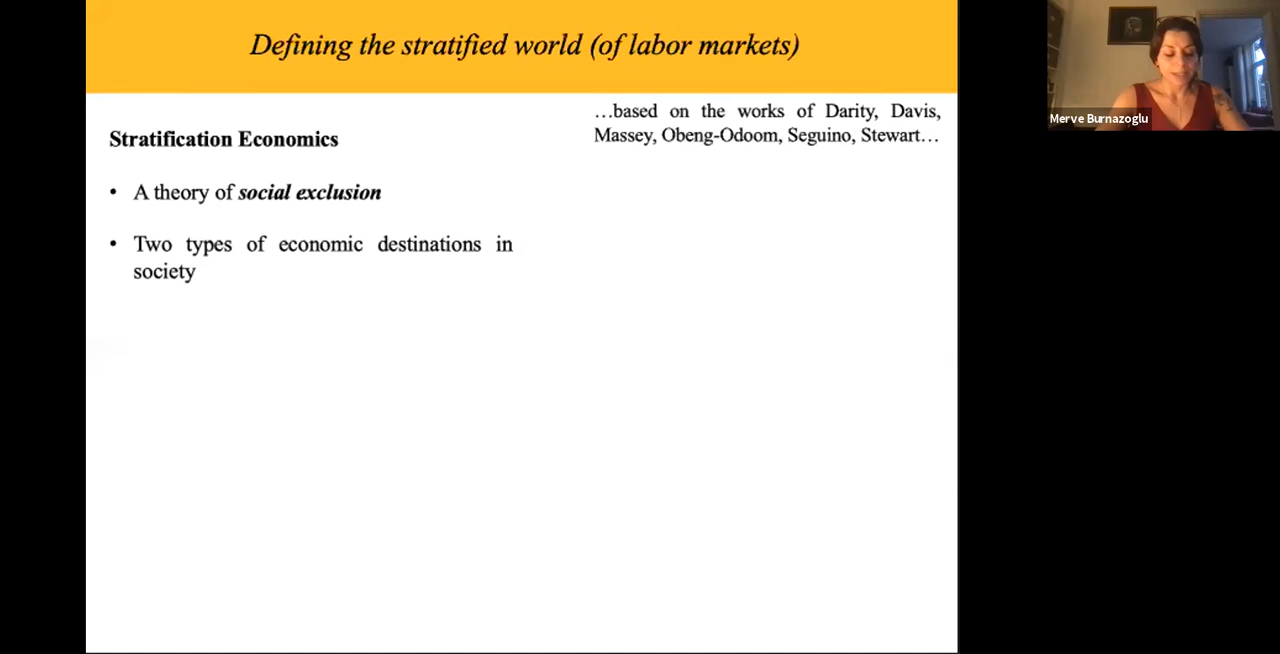 Defining the stratified world (of labor markets)
…based on the works of Darity, Davis,
Massey, Obeng-Odoom, Seguino, Stewart…
Stratification Economics
• A theory of social exclusion
• Two types of economic destinations in
society
Merve Burnazoglu